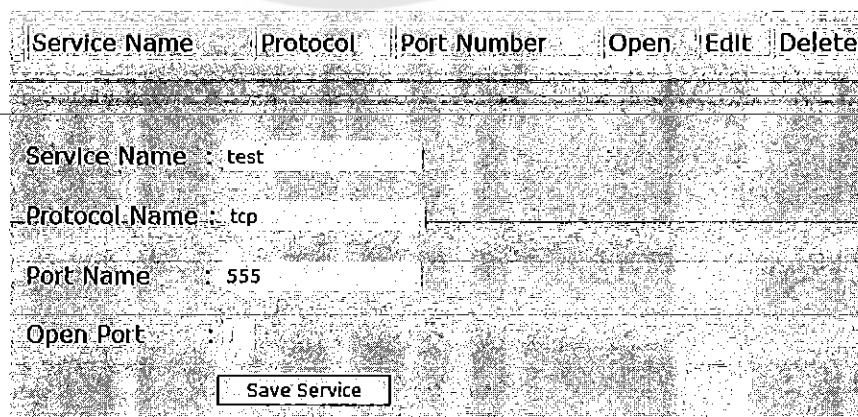 Service Name Protocol Port Number Open Edit Delete
Service Name : test
Protocol Name : tcp
Port Name : 555
Open Port :
Save Service